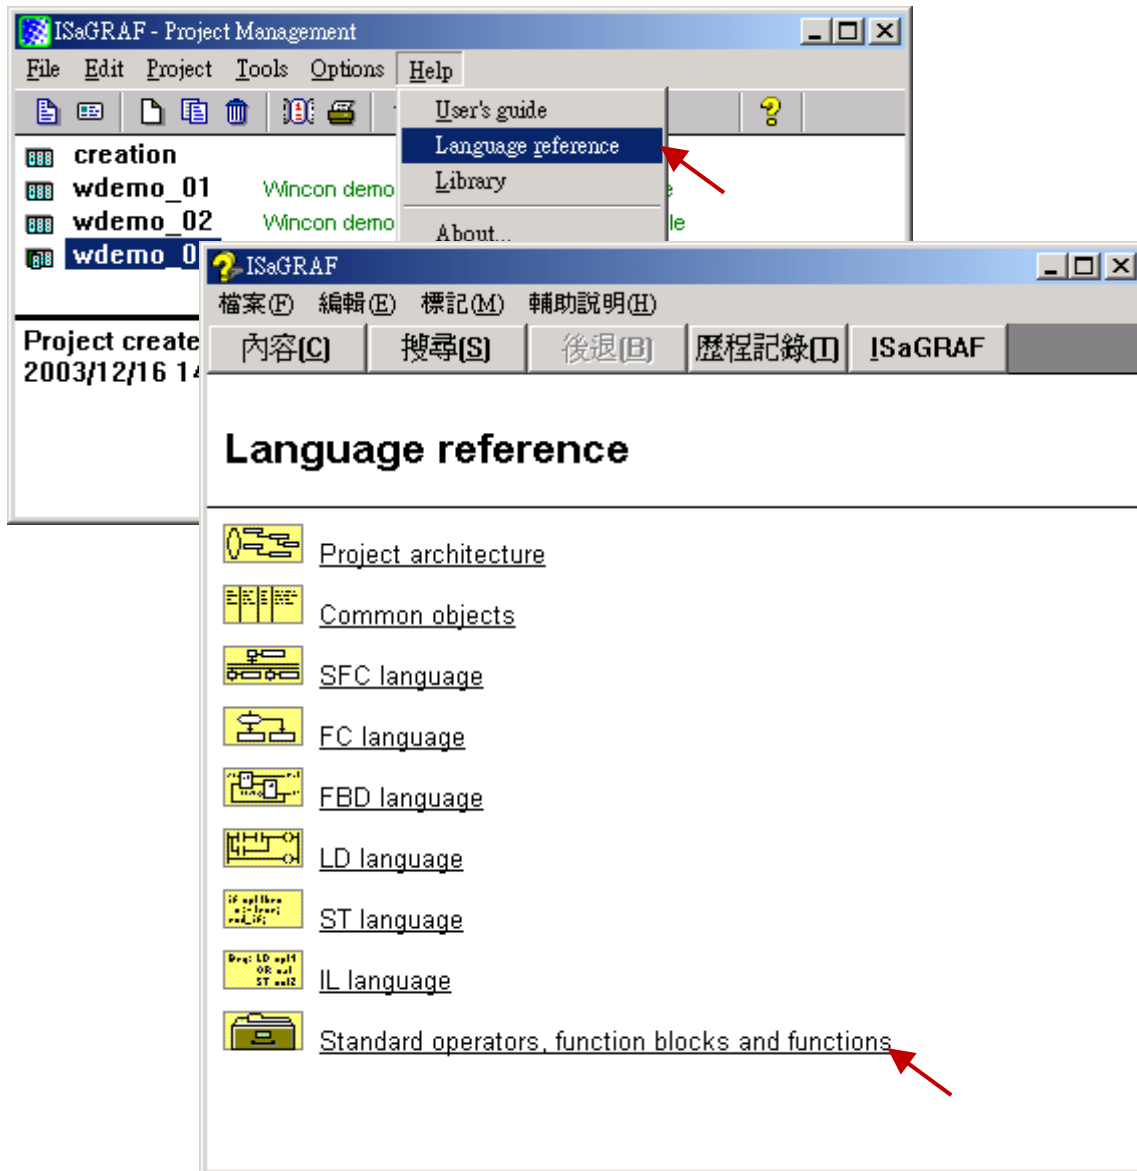 ISaGRAF - Project Management
File Edit Project Tools Options Help
User's guide
Language reference
Library
About...
creation
wdemo_01 Wincon demo
wdemo_02 Wincon demo le
wdemo_0
Project create
2003/12/16 14
ISaGRAF
檔案(F) 編輯(E) 標記(M) 輔助說明(H)
內容(C) 搜尋(S) 後退(B) 歷程記錄(T) ISaGRAF
Language reference
Project architecture
Common objects
SFC language
FC language
FBD language
LD language
ST language
IL language
Standard operators, function blocks and functions